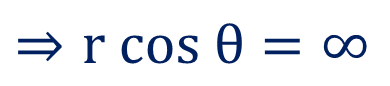 ⇒ r cos θ = ∞